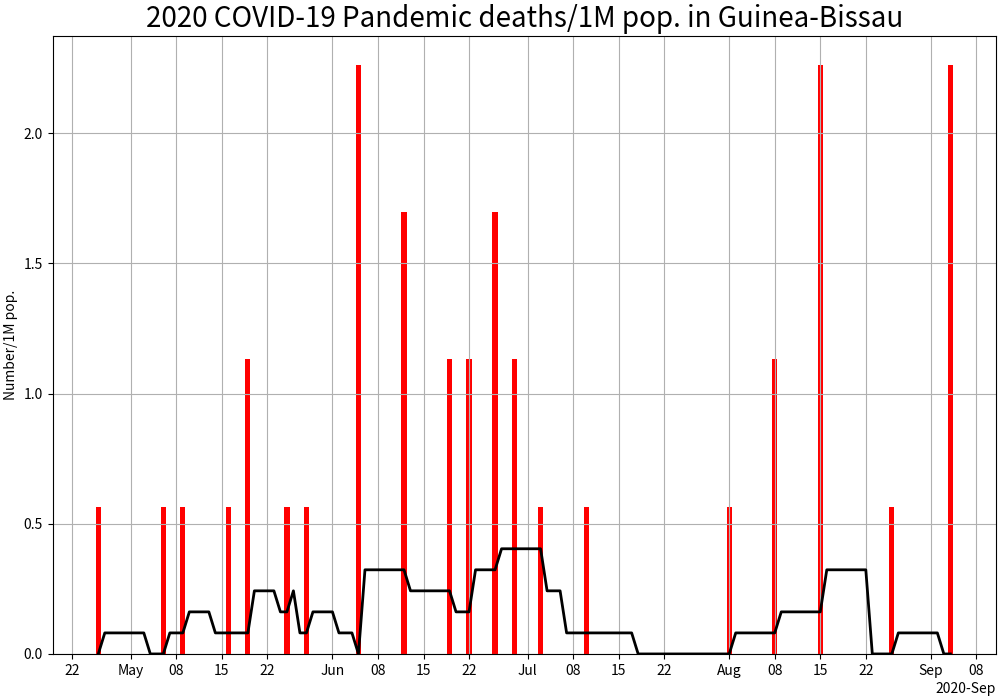 2020 COVID-19 Pandemic deaths/1M pop. in Guinea-Bissau
Number/1M pop.
2.0
1.5
1.0
0.5
0.0
22 May 08 15 22 Jun 08 15 22 Jul 08 15 22 Aug 08 15 22 Sep 08
2020-Sep